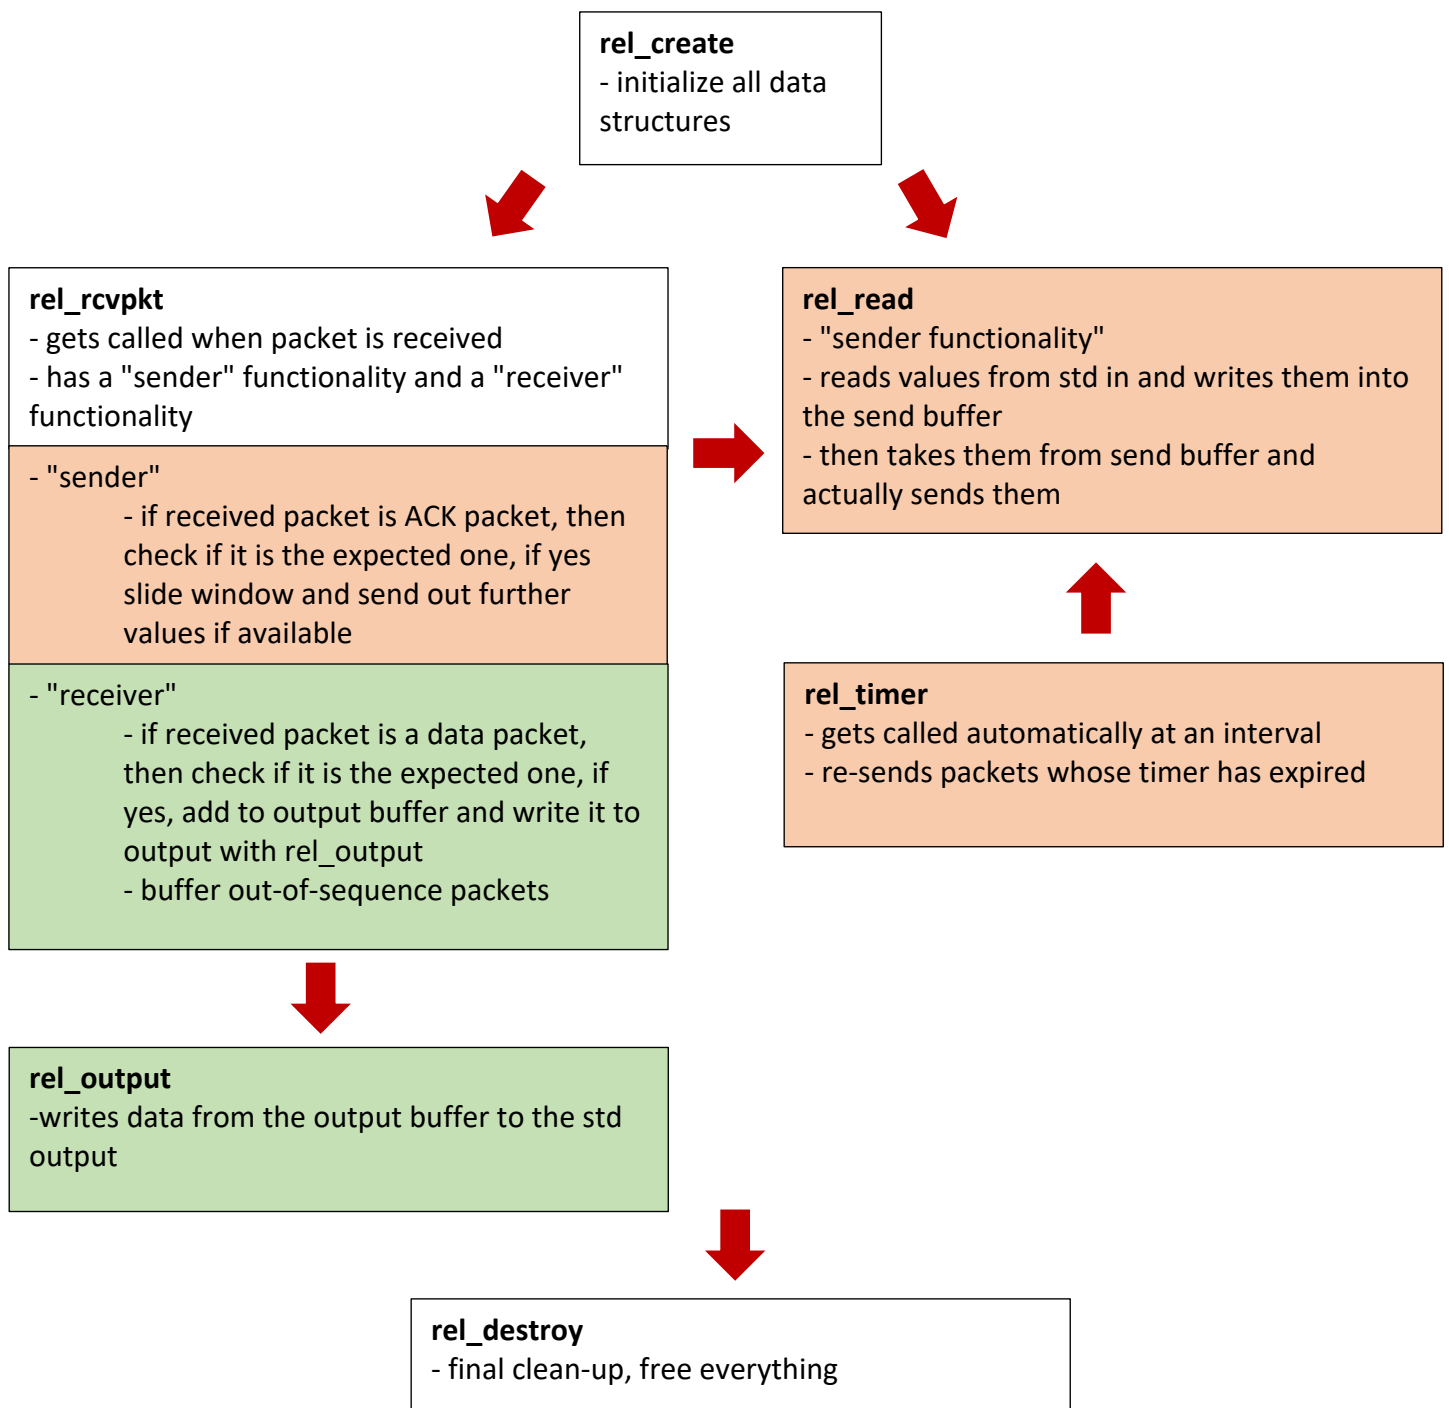 rel_create
- initialize all data
structures
rel_rcvpkt
- gets called when packet is received
- has a "sender" functionality and a "receiver"
functionality
- "sender"
- if received packet is ACK packet, then
check if it is the expected one, if yes
slide window and send out further
values if available
- "receiver"
- if received packet is a data packet,
then check if it is the expected one, if
yes, add to output buffer and write it to
output with rel_output
- buffer out-of-sequence packets
rel_read
- "sender functionality"
- reads values from std in and writes them into
the send buffer
- then takes them from send buffer and
actually sends them
rel_timer
- gets called automatically at an interval
- re-sends packets whose timer has expired
rel_output
-writes data from the output buffer to the std
output
rel_destroy
- final clean-up, free everything